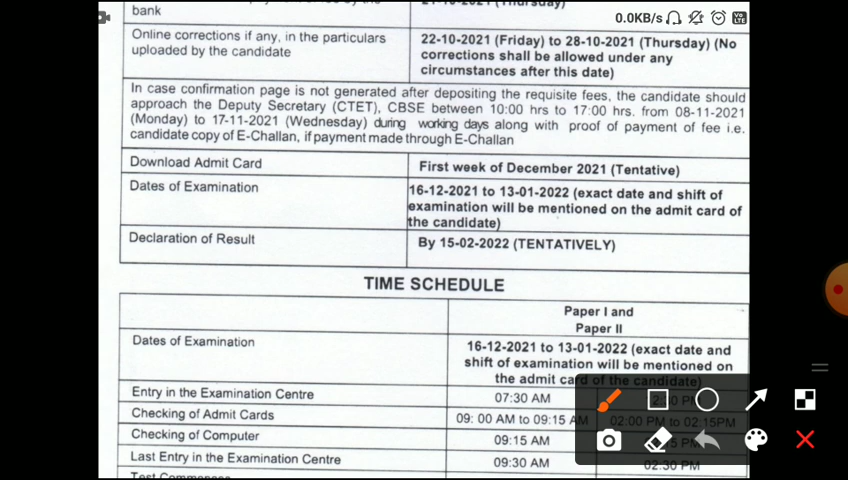 0.0KB/s
bank
21-10-2021 (Thursday)
Online corrections if any, in the particulars uploaded by the candidate
22-10-2021 (Friday) to 28-10-2021 (Thursday) (No
corrections shall be allowed under any
circumstances after this date)
In case confirmation page is not generated after depositing the requisite fees, the candidate should
approach the Deputy Secretary (CTET), CBSE between 10:00 hrs to 17:00 hrs. from 08-11-2021
(Monday) to 17-11-2021 (Wednesday) during working days along with proof of payment of fee i.e.
candidate copy of E-Challan, if payment made through E-Challan
Download Admit Card
First week of December 2021 (Tentative)
Dates of Examination
16-12-2021 to 13-01-2022 (exact date and shift of
examination will be mentioned on the admit card of
the candidate)
Declaration of Result
By 15-02-2022 (TENTATIVELY)
TIME SCHEDULE
Paper I and
Paper II
Dates of Examination
16-12-2021 to 13-01-2022 (exact date and
shift of examination will be mentioned on
the admit card of the candidate)
Entry in the Examination Centre
07:30 AM
Checking of Admit Cards
09: 00 AM to 09:15 AM
02:00 PM to 02:15PM
Checking of Computer
09:15 AM
Last Entry in the Examination Centre
09:30 AM
02:30 PM